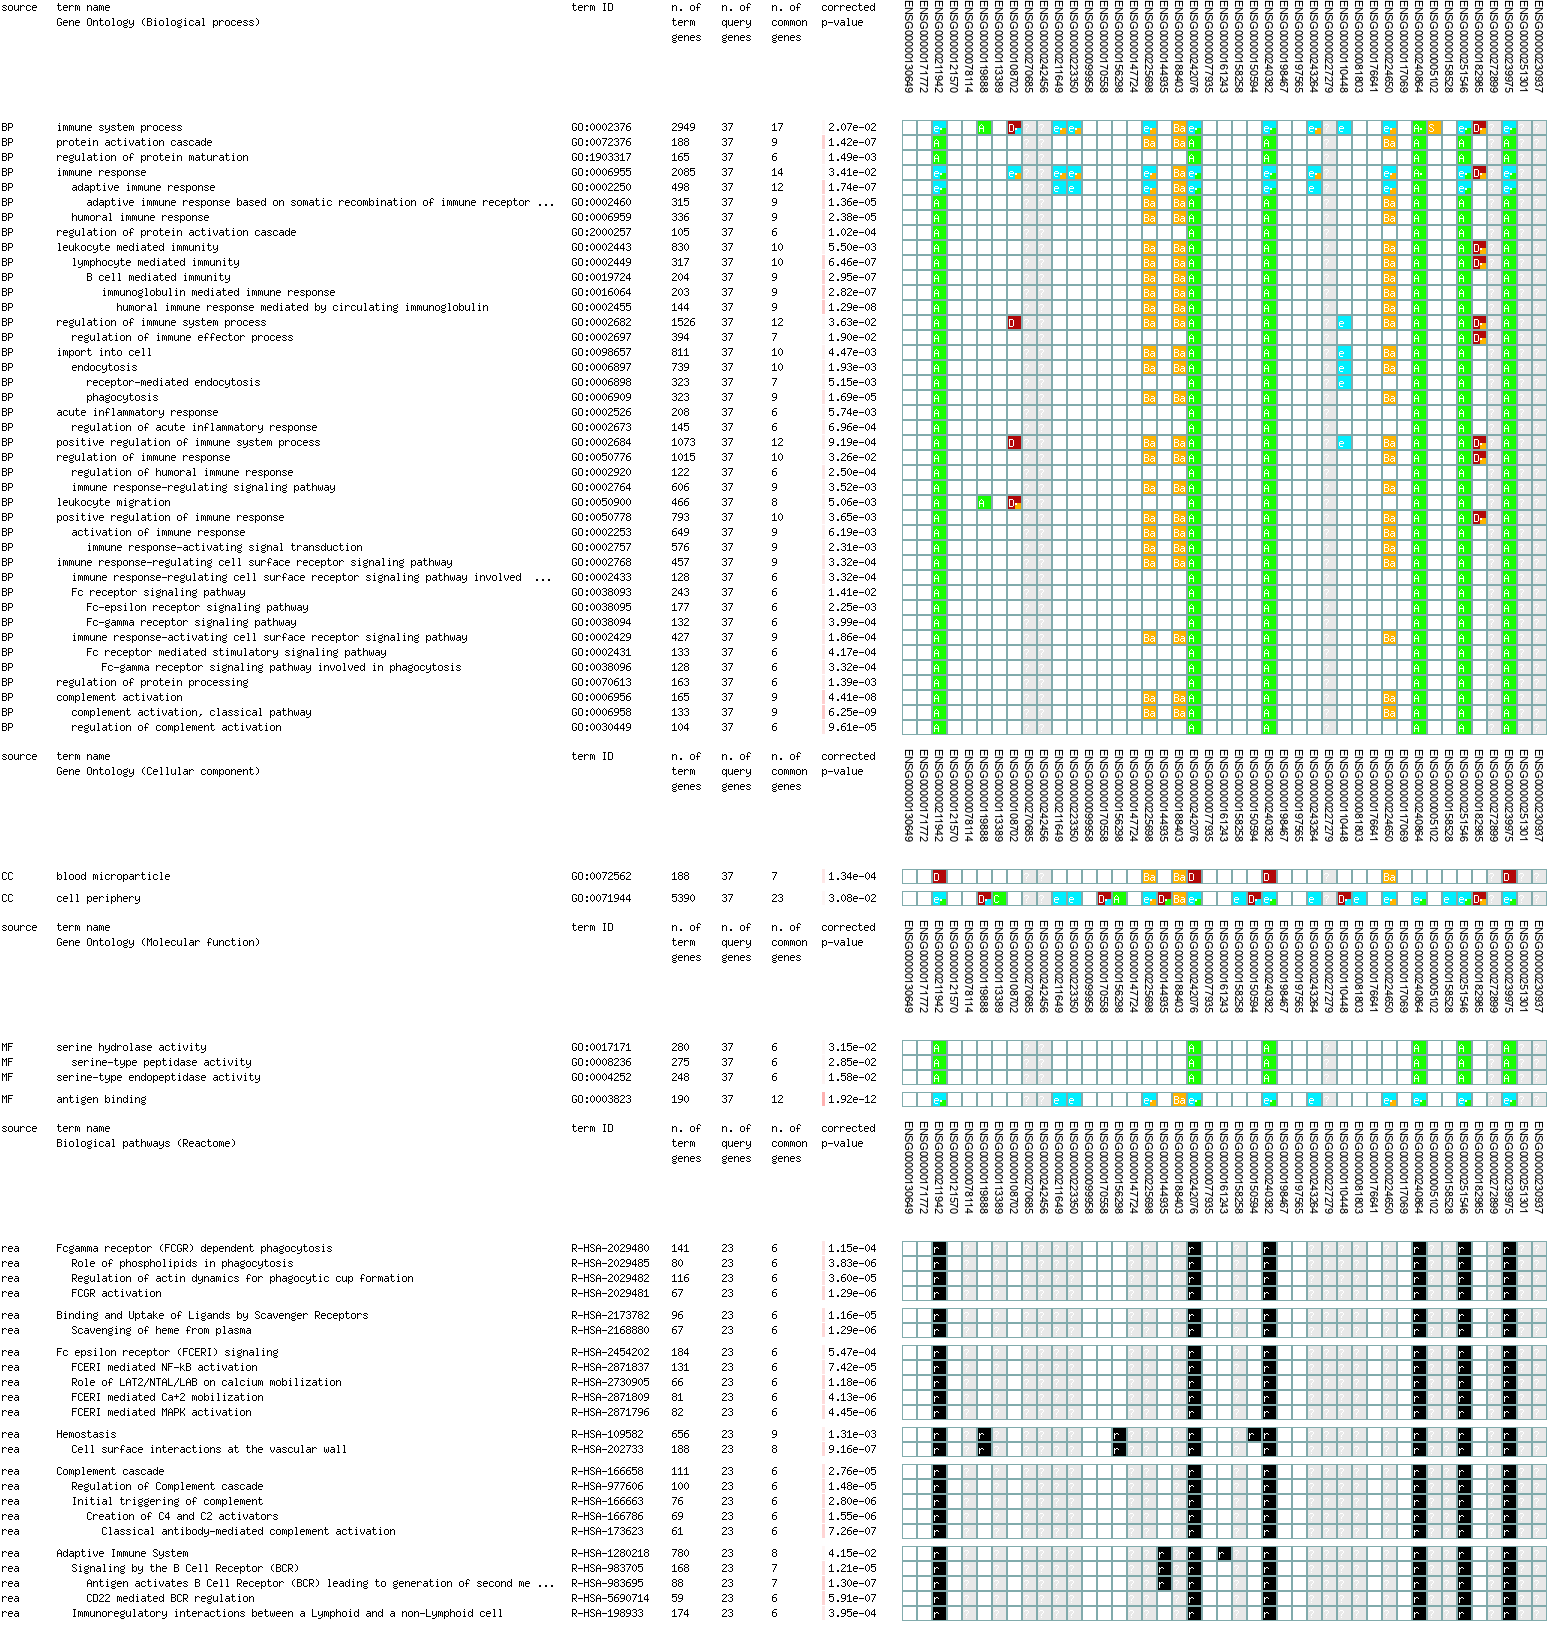 source term name term ID n. of term genes n. of query genes n. of common genes corrected p-value
Gene Ontology (Biological process)
ENSG00000130649 ENSG00000171772 ENSG00000211942 ENSG00000121570 ENSG00000078114 ENSG00000119888 ENSG00000113389 ENSG00000108702 ENSG00000270685 ENSG00000242456 ENSG00000211649 ENSG00000223350 ENSG00000099958 ENSG00000170558 ENSG00000156298 ENSG00000147724 ENSG00000225698 ENSG00000144935 ENSG00000188403 ENSG00000242076 ENSG00000077935 ENSG00000161243 ENSG00000158258 ENSG00000150594 ENSG00000240382 ENSG00000198467 ENSG00000197565 ENSG00000243264 ENSG00000227279 ENSG00000110448 ENSG00000081803 ENSG00000176641 ENSG00000224650 ENSG00000117069 ENSG00000240864 ENSG00000005102 ENSG00000158528 ENSG00000251546 ENSG00000182985 ENSG00000272899 ENSG00000239975 ENSG00000251301 ENSG00000230937
BP immune system process GO:0002376 2949 37 17 2.07e-02
BP protein activation cascade GO:0072376 188 37 9 1.42e-07
BP regulation of protein maturation GO:1903317 165 37 6 1.49e-03
BP immune response GO:0006955 2085 37 14 3.41e-02
BP adaptive immune response GO:0002250 498 37 12 1.74e-07
BP adaptive immune response based on somatic recombination of immune receptor ... GO:0002460 315 37 9 1.36e-05
BP humoral immune response GO:0006959 336 37 9 2.38e-05
BP regulation of protein activation cascade GO:2000257 105 37 6 1.02e-04
BP leukocyte mediated immunity GO:0002443 830 37 10 5.50e-03
BP lymphocyte mediated immunity GO:0002449 317 37 10 6.46e-07
BP B cell mediated immunity GO:0019724 204 37 9 2.95e-07
BP immunoglobulin mediated immune response GO:0016064 203 37 9 2.82e-07
BP humoral immune response mediated by circulating immunoglobulin GO:0002455 144 37 9 1.29e-08
BP regulation of immune system process GO:0002682 1526 37 12 3.63e-02
BP regulation of immune effector process GO:0002697 394 37 7 1.90e-02
BP import into cell GO:0098657 811 37 10 4.47e-03
BP endocytosis GO:0006897 739 37 10 1.93e-03
BP receptor-mediated endocytosis GO:0006898 323 37 7 5.15e-03
BP phagocytosis GO:0006909 323 37 9 1.69e-05
BP acute inflammatory response GO:0002526 208 37 6 5.74e-03
BP regulation of acute inflammatory response GO:0002673 145 37 6 6.96e-04
BP positive regulation of immune system process GO:0002684 1073 37 12 9.19e-04
BP regulation of immune response GO:0050776 1015 37 10 3.26e-02
BP regulation of humoral immune response GO:0002920 122 37 6 2.50e-04
BP immune response-regulating signaling pathway GO:0002764 606 37 9 3.52e-03
BP leukocyte migration GO:0050900 466 37 8 5.06e-03
BP positive regulation of immune response GO:0050778 793 37 10 3.65e-03
BP activation of immune response GO:0002253 649 37 9 6.19e-03
BP immune response-activating signal transduction GO:0002757 576 37 9 2.31e-03
BP immune response-regulating cell surface receptor signaling pathway GO:0002768 457 37 9 3.32e-04
BP immune response-regulating cell surface receptor signaling pathway involved ... GO:0002433 128 37 6 3.32e-04
BP Fc receptor signaling pathway GO:0038093 243 37 6 1.41e-02
BP Fc-epsilon receptor signaling pathway GO:0038095 177 37 6 2.25e-03
BP Fc-gamma receptor signaling pathway GO:0038094 132 37 6 3.99e-04
BP immune response-activating cell surface receptor signaling pathway GO:0002429 427 37 9 1.86e-04
BP Fc receptor mediated stimulatory signaling pathway GO:0002431 133 37 6 4.17e-04
BP Fc-gamma receptor signaling pathway involved in phagocytosis GO:0038096 128 37 6 3.32e-04
BP regulation of protein processing GO:0070613 163 37 6 1.39e-03
BP complement activation GO:0006956 165 37 9 4.41e-08
BP complement activation, classical pathway GO:0006958 133 37 9 6.25e-09
BP regulation of complement activation GO:0030449 104 37 6 9.61e-05
source term name term ID n. of term genes n. of query genes n. of common genes corrected p-value
Gene Ontology (Cellular component)
CC blood microparticle GO:0072562 188 37 7 1.34e-04
CC cell periphery GO:0071944 5390 37 23 3.08e-02
source term name term ID n. of term genes n. of query genes n. of common genes corrected p-value
Gene Ontology (Molecular function)
MF serine hydrolase activity GO:0017171 280 37 6 3.15e-02
MF serine-type peptidase activity GO:0008236 275 37 6 2.85e-02
MF serine-type endopeptidase activity GO:0004252 248 37 6 1.58e-02
MF antigen binding GO:0003823 190 37 12 1.92e-12
source term name term ID n. of term genes n. of query genes n. of common genes corrected p-value
Biological pathways (Reactome)
rea Fcgamma receptor (FCGR) dependent phagocytosis R-HSA-2029480 141 23 6 1.15e-04
rea Role of phospholipids in phagocytosis R-HSA-2029485 80 23 6 3.83e-06
rea Regulation of actin dynamics for phagocytic cup formation R-HSA-2029482 116 23 6 3.60e-05
rea FCGR activation R-HSA-2029481 67 23 6 1.29e-06
rea Binding and Uptake of Ligands by Scavenger Receptors R-HSA-2173782 96 23 6 1.16e-05
rea Scavenging of heme from plasma R-HSA-2168880 67 23 6 1.29e-06
rea Fc epsilon receptor (FCERI) signaling R-HSA-2454202 184 23 6 5.47e-04
rea FCERI mediated NF-kB activation R-HSA-2871837 131 23 6 7.42e-05
rea Role of LAT2/NTAL/LAB on calcium mobilization R-HSA-2730905 66 23 6 1.18e-06
rea FCERI mediated Ca+2 mobilization R-HSA-2871809 81 23 6 4.13e-06
rea FCERI mediated MAPK activation R-HSA-2871796 82 23 6 4.45e-06
rea Hemostasis R-HSA-109582 656 23 9 1.31e-03
rea Cell surface interactions at the vascular wall R-HSA-202733 188 23 8 9.16e-07
rea Complement cascade R-HSA-166658 111 23 6 2.76e-05
rea Regulation of Complement cascade R-HSA-977606 100 23 6 1.48e-05
rea Initial triggering of complement R-HSA-166663 76 23 6 2.80e-06
rea Creation of C4 and C2 activators R-HSA-166786 69 23 6 1.55e-06
rea Classical antibody-mediated complement activation R-HSA-173623 61 23 6 7.26e-07
rea Adaptive Immune System R-HSA-1280218 780 23 8 4.15e-02
rea Signaling by the B Cell Receptor (BCR) R-HSA-983705 168 23 7 1.21e-05
rea Antigen activates B Cell Receptor (BCR) leading to generation of second me ... R-HSA-983695 88 23 7 1.30e-07
rea CD22 mediated BCR regulation R-HSA-5690714 59 23 6 5.91e-07
rea Immunoregulatory interactions between a Lymphoid and a non-Lymphoid cell R-HSA-198933 174 23 6 3.95e-04